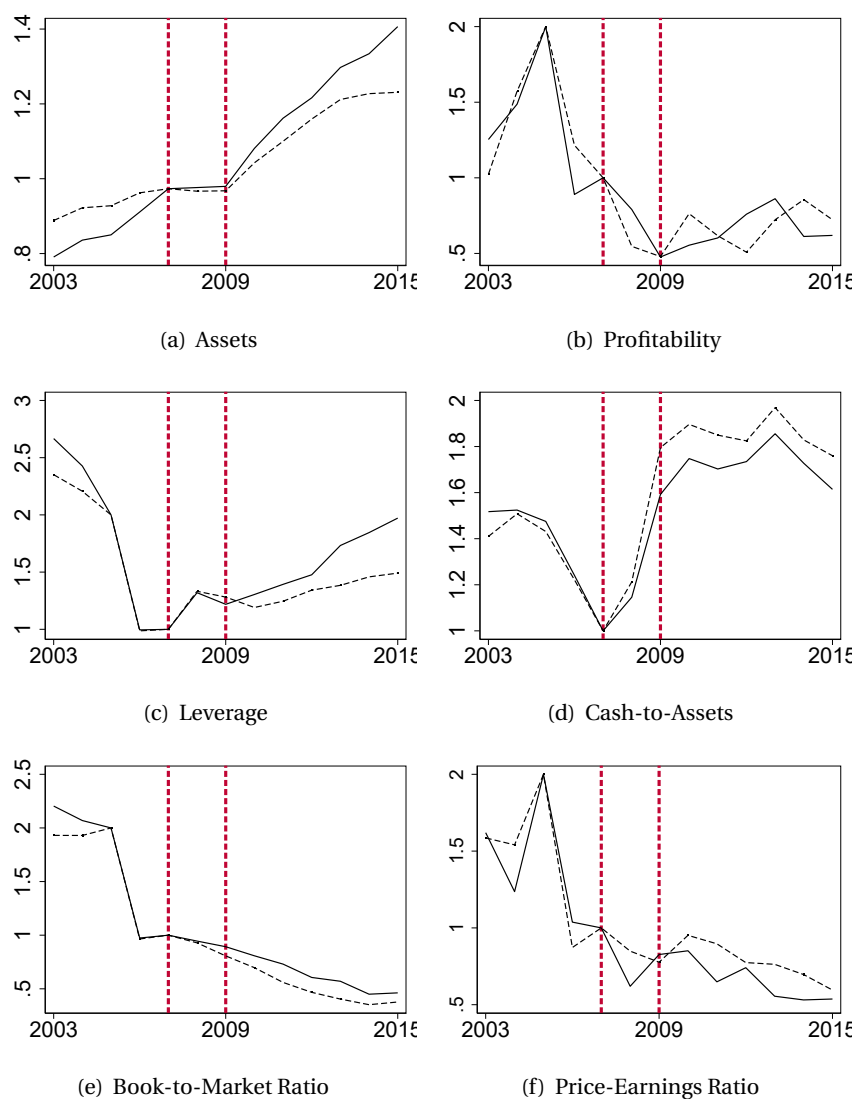 1.4
1.2
1
.8
2003 2009 2015
(a) Assets
2
1.5
1
.5
2003 2009 2015
(b) Profitability
3
2.5
2
1.5
1
2003 2009 2015
(c) Leverage
2
1.8
1.6
1.4
1.2
1
2003 2009 2015
(d) Cash-to-Assets
2.5
2
1.5
1
.5
2003 2009 2015
(e) Book-to-Market Ratio
2
1.5
1
.5
2003 2009 2015
(f) Price-Earnings Ratio